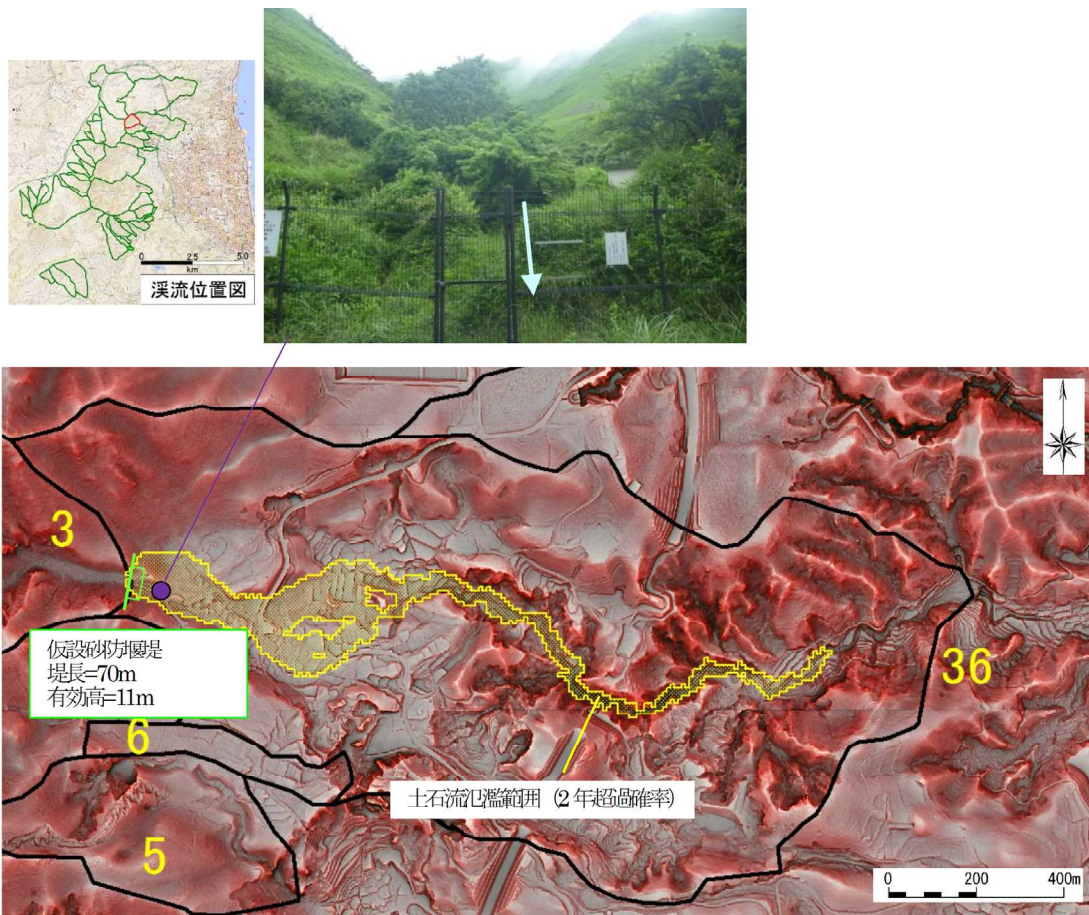 0 2.5 5.0
km
渓流位置図
3
仮設砂防堰堤
堤長=70m
有効高=11m
6
5
36
土石流氾濫範囲 (2年超過確率)
0 200 400m